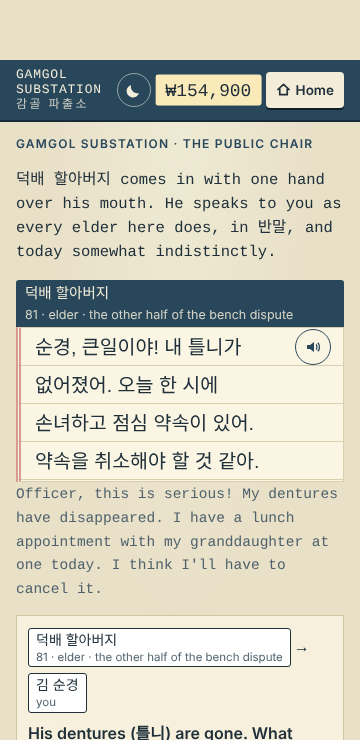 GAMGOL
SUBSTATION
감골 파출소
₩154,900
Home
GAMGOL SUBSTATION · THE PUBLIC CHAIR
덕배 할아버지 comes in with one hand
over his mouth. He speaks to you as
every elder here does, in 반말, and
today somewhat indistinctly.
덕배 할아버지
81 · elder · the other half of the bench dispute
순경, 큰일이야! 내 틀니가
없어졌어. 오늘 한 시에
손녀하고 점심 약속이 있어.
약속을 취소해야 할 것 같아.
Officer, this is serious! My dentures
have disappeared. I have a lunch
appointment with my granddaughter at
one today. I think I'll have to
cancel it.
덕배 할아버지
81 · elder · the other half of the bench dispute
→
김 순경
you
His dentures (틀니) are gone. What